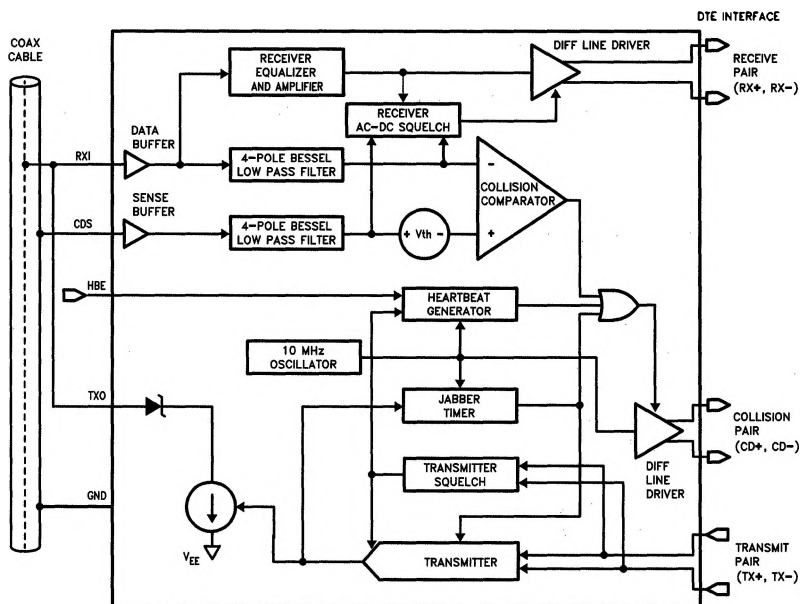 DTE INTERFACE
COAX
CABLE
RECEIVER
EQUALIZER
AND AMPLIFIER
DIFF LINE DRIVER
RECEIVE
PAIR
(RX+, RX-)
RECEIVER
AC-DC SQUELCH
DATA
BUFFER
RXI
4-POLE BESSEL
LOW PASS FILTER
-
COLLISION
COMPARATOR
SENSE
BUFFER
CDS
4-POLE BESSEL
LOW PASS FILTER
+ Vth -
+
HBE
HEARTBEAT
GENERATOR
10 MHz
OSCILLATOR
TXO
JABBER
TIMER
COLLISION
PAIR
(CD+, CD-)
TRANSMITTER
SQUELCH
DIFF
LINE
DRIVER
GND
VEE
TRANSMITTER
TRANSMIT
PAIR
(TX+, TX-)